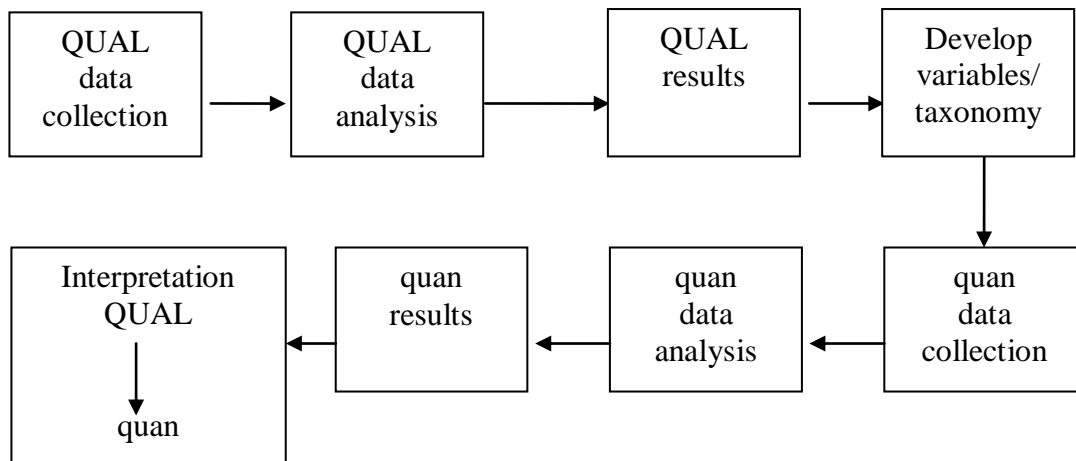 QUAL
data
collection
QUAL
data
analysis
QUAL
results
Develop
variables/
taxonomy
quan
data
collection
quan
data
analysis
quan
results
Interpretation
QUAL
quan